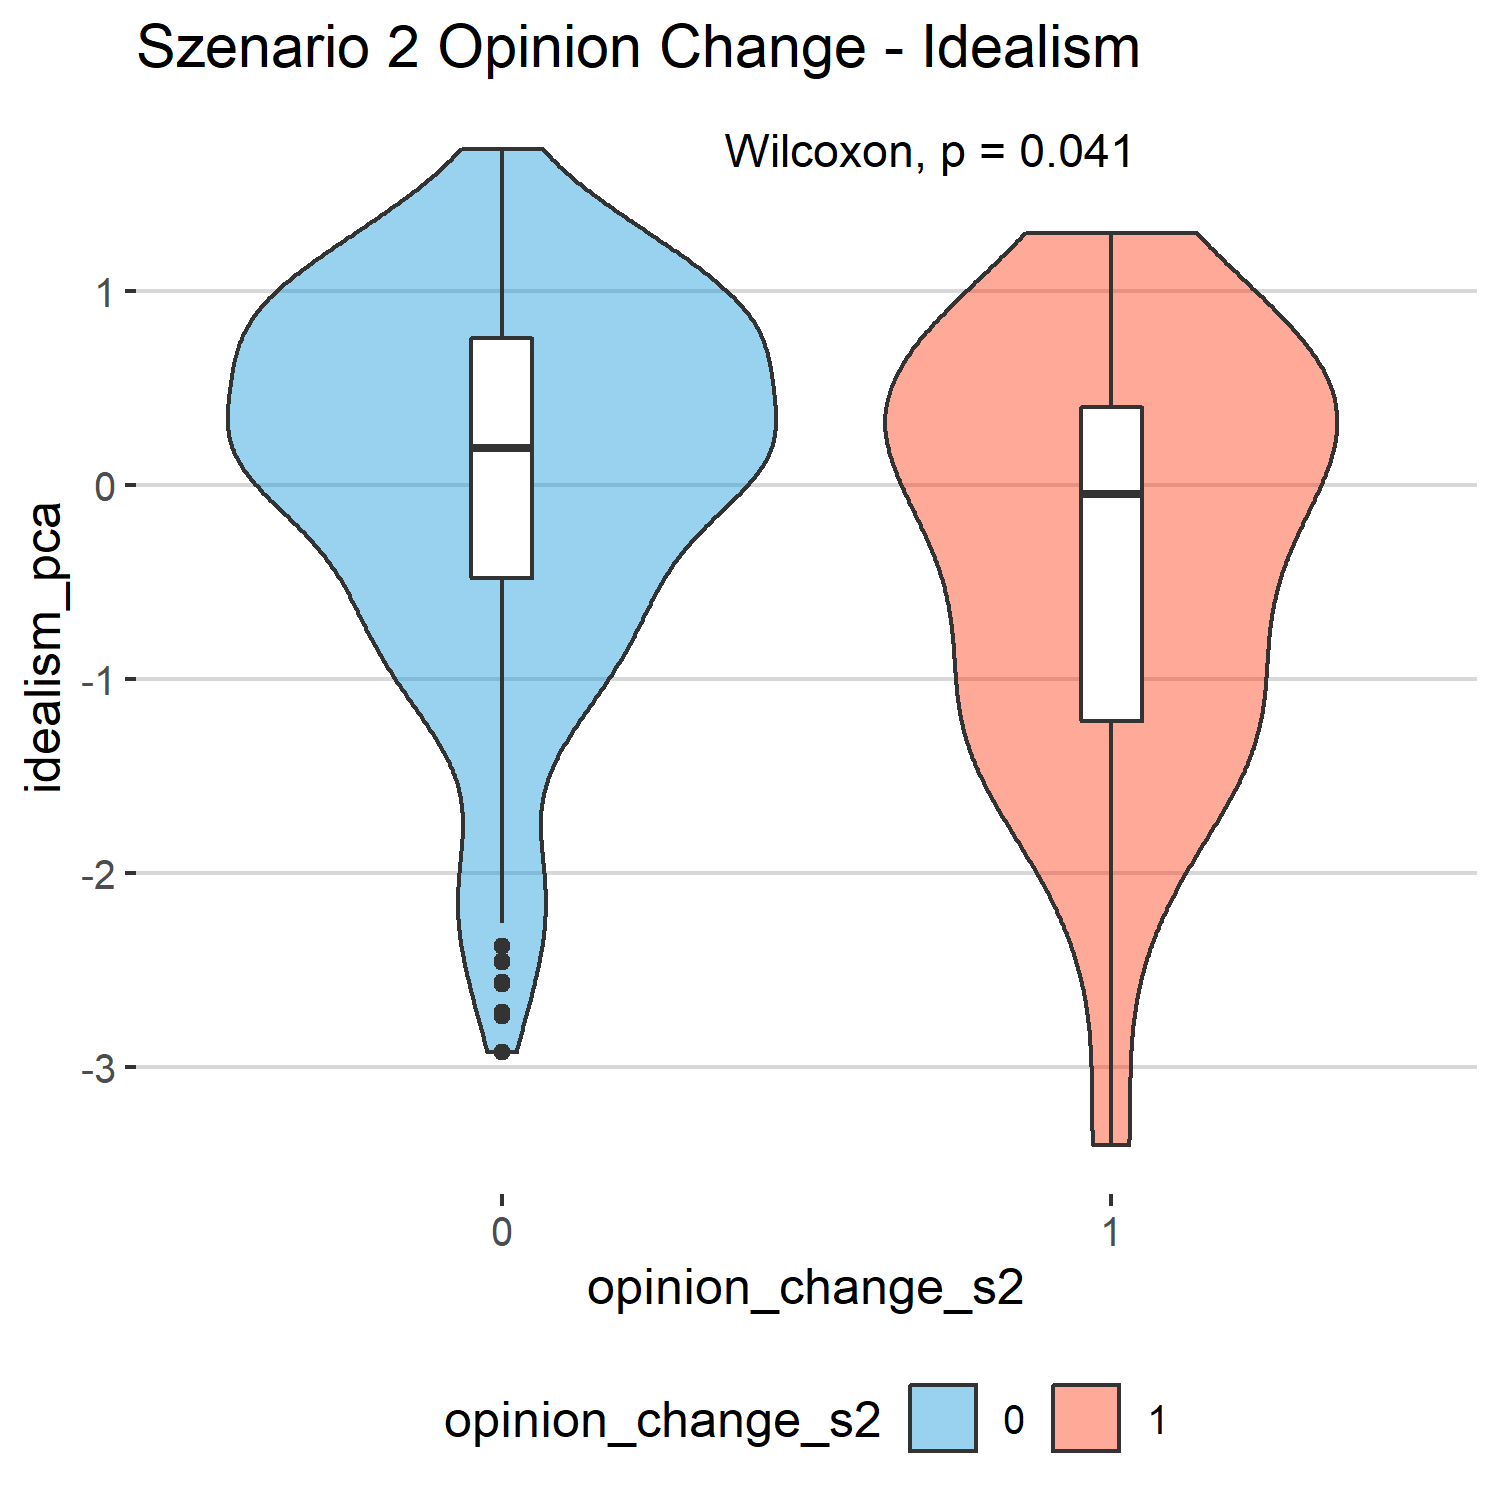 Szenario 2 Opinion Change - Idealism
Wilcoxon, p = 0.041
idealism_pca
1
0
-1
-2
-3
0
1
opinion_change_s2
opinion_change_s2
0
1